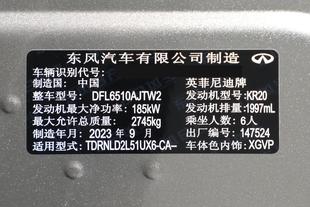 东风汽车有限公司制造
车辆识别代号：
制造国：中国 英菲尼迪牌
整车型号：DFL6510AJTW2 发动机型号：KR20
发动机最大净功率：185kW 发动机排量：1997mL
最大允许总质量：2745kg 乘坐人数：6人
制造年月：2023年9月 出厂编号：147524
适用型式：TDRNLD2L51UX6-CA- 车体色内饰：XGVP